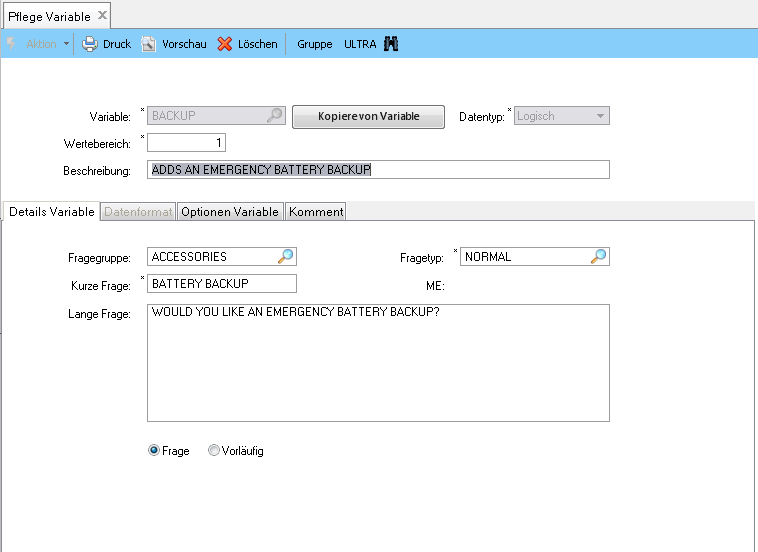 Pflege Variable
Aktion Druck Vorschau Löschen Gruppe ULTRA
Variable: * BACKUP Kopiere von Variable Datentyp: * Logisch
Wertebereich: * 1
Beschreibung: ADDS AN EMERGENCY BATTERY BACKUP
Details Variable Datenformat Optionen Variable Komment
Fragegruppe: ACCESSORIES Fragetyp: * NORMAL
Kurze Frage: * BATTERY BACKUP ME:
Lange Frage: WOULD YOU LIKE AN EMERGENCY BATTERY BACKUP?
Frage Vorläufig